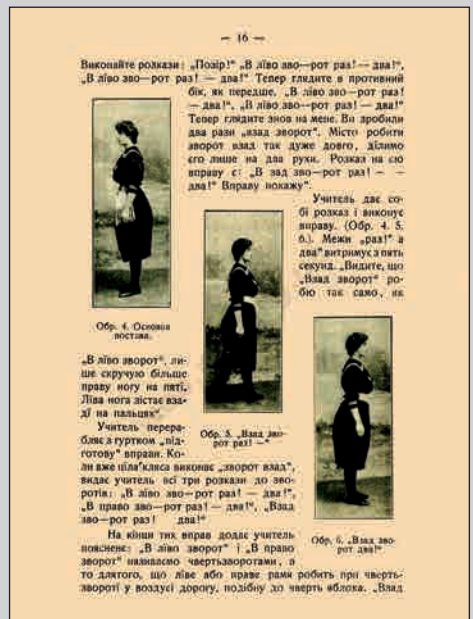 — 16 —
Виконайте розкази: „Позір!" „В ліво зво—рот раз! — два!",
„В ліво зво—рот раз! — два!" Тепер глядите в противний
бік, як передше. „В ліво зво—рот раз!
— два!", „В ліво зво—рот раз! — два!"
Тепер глядите знов на мене. Ви зробили
два рази „взад зворот". Місто робити
зворот взад так дуже довго, ділимо
єго лише на два рухи. Розказ на сю
вправу є: „В зад зво—рот раз! — —
два!" Вправу покажу".
Учитель дає со-
бі розказ і виконує
вправу. (Обр. 4. 5.
6.). Межи „раз!" а
два" витримує з пять
секунд. „Видите, що
„Взад зворот" ро-
бю так само, як
Обр. 4. Основна
постава.
„В ліво зворот", ли-
ше скручую більше
праву ногу на пяті.
Ліва нога лістає вза-
ді на пальцях".
Учитель перера-
бляє з гуртком „під-
готову" вправи. Ко-
ли вже ціла кляса виконає „зворот взад",
видає учитель всі три розкази до зво-
ротів: „В ліво зво—рот раз! — два!",
„В право зво—рот раз! — два!", „Взад
зво—рот раз! два!"
Обр. 5. „Взад зво-
рот раз! —"
На кінци тих вправ додає учитель
пояснене: „В ліво зворот" і „В право
зворот" називаємо чвертьзворотами, а
то длятого, що ліве або праве рамя робить при чверть-
звороті у воздусі дорогу, подібну до чверть яблока. „Взад
Обр. 6. „Взад зво-
рот два!"